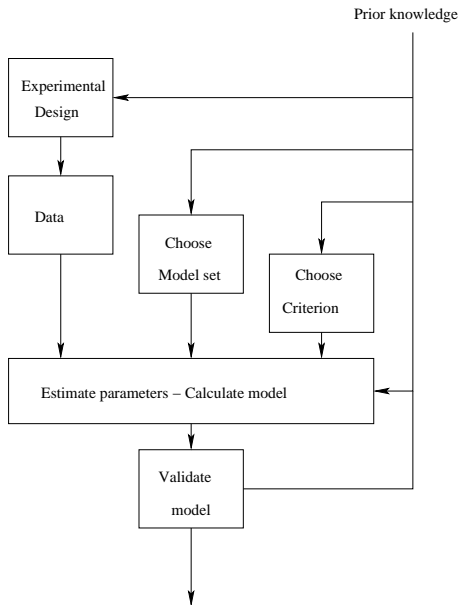 Prior knowledge
Experimental
Design
Data
Choose
Model set
Choose
Criterion
Estimate parameters – Calculate model
Validate
model